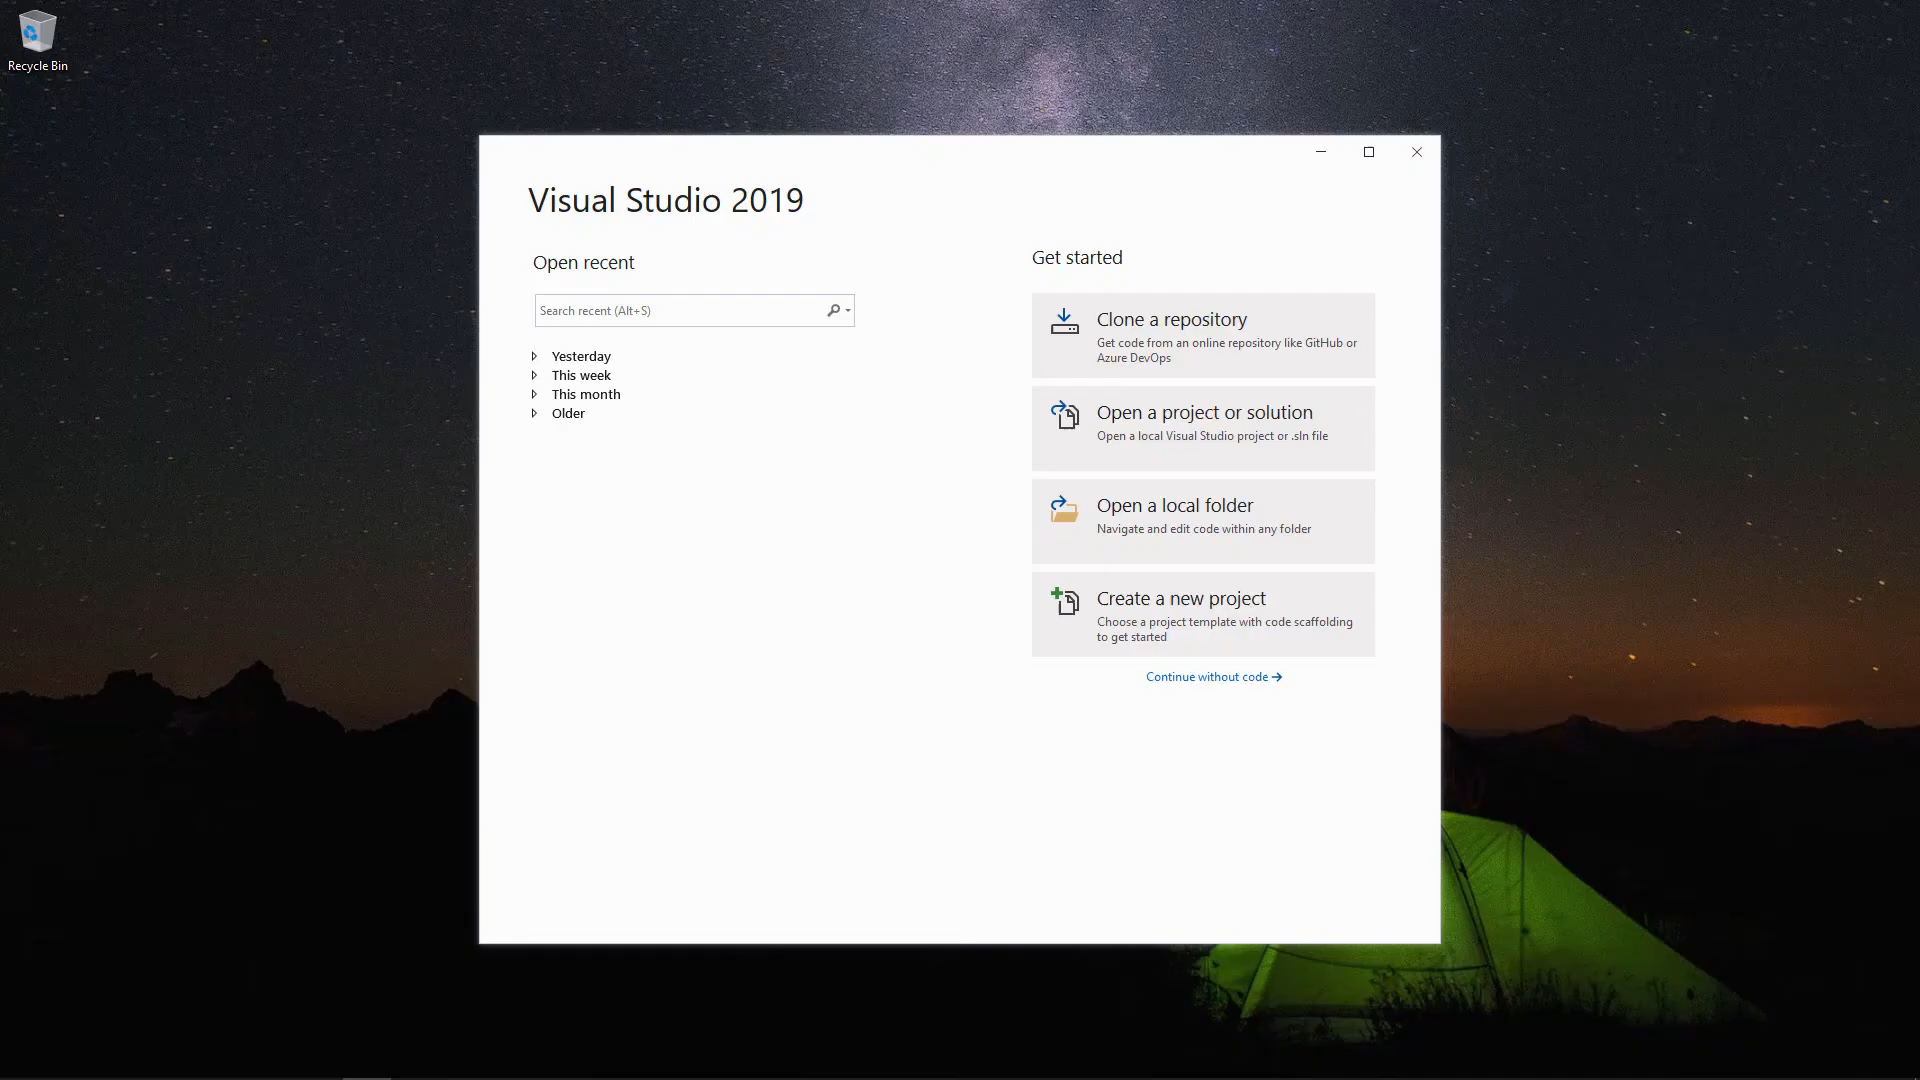 Recycle Bin
Visual Studio 2019
Open recent
Search recent (Alt+S)
Yesterday
This week
This month
Older
Get started
Clone a repository
Get code from an online repository like GitHub or
Azure DevOps
Open a project or solution
Open a local Visual Studio project or .sln file
Open a local folder
Navigate and edit code within any folder
Create a new project
Choose a project template with code scaffolding
to get started
Continue without code →